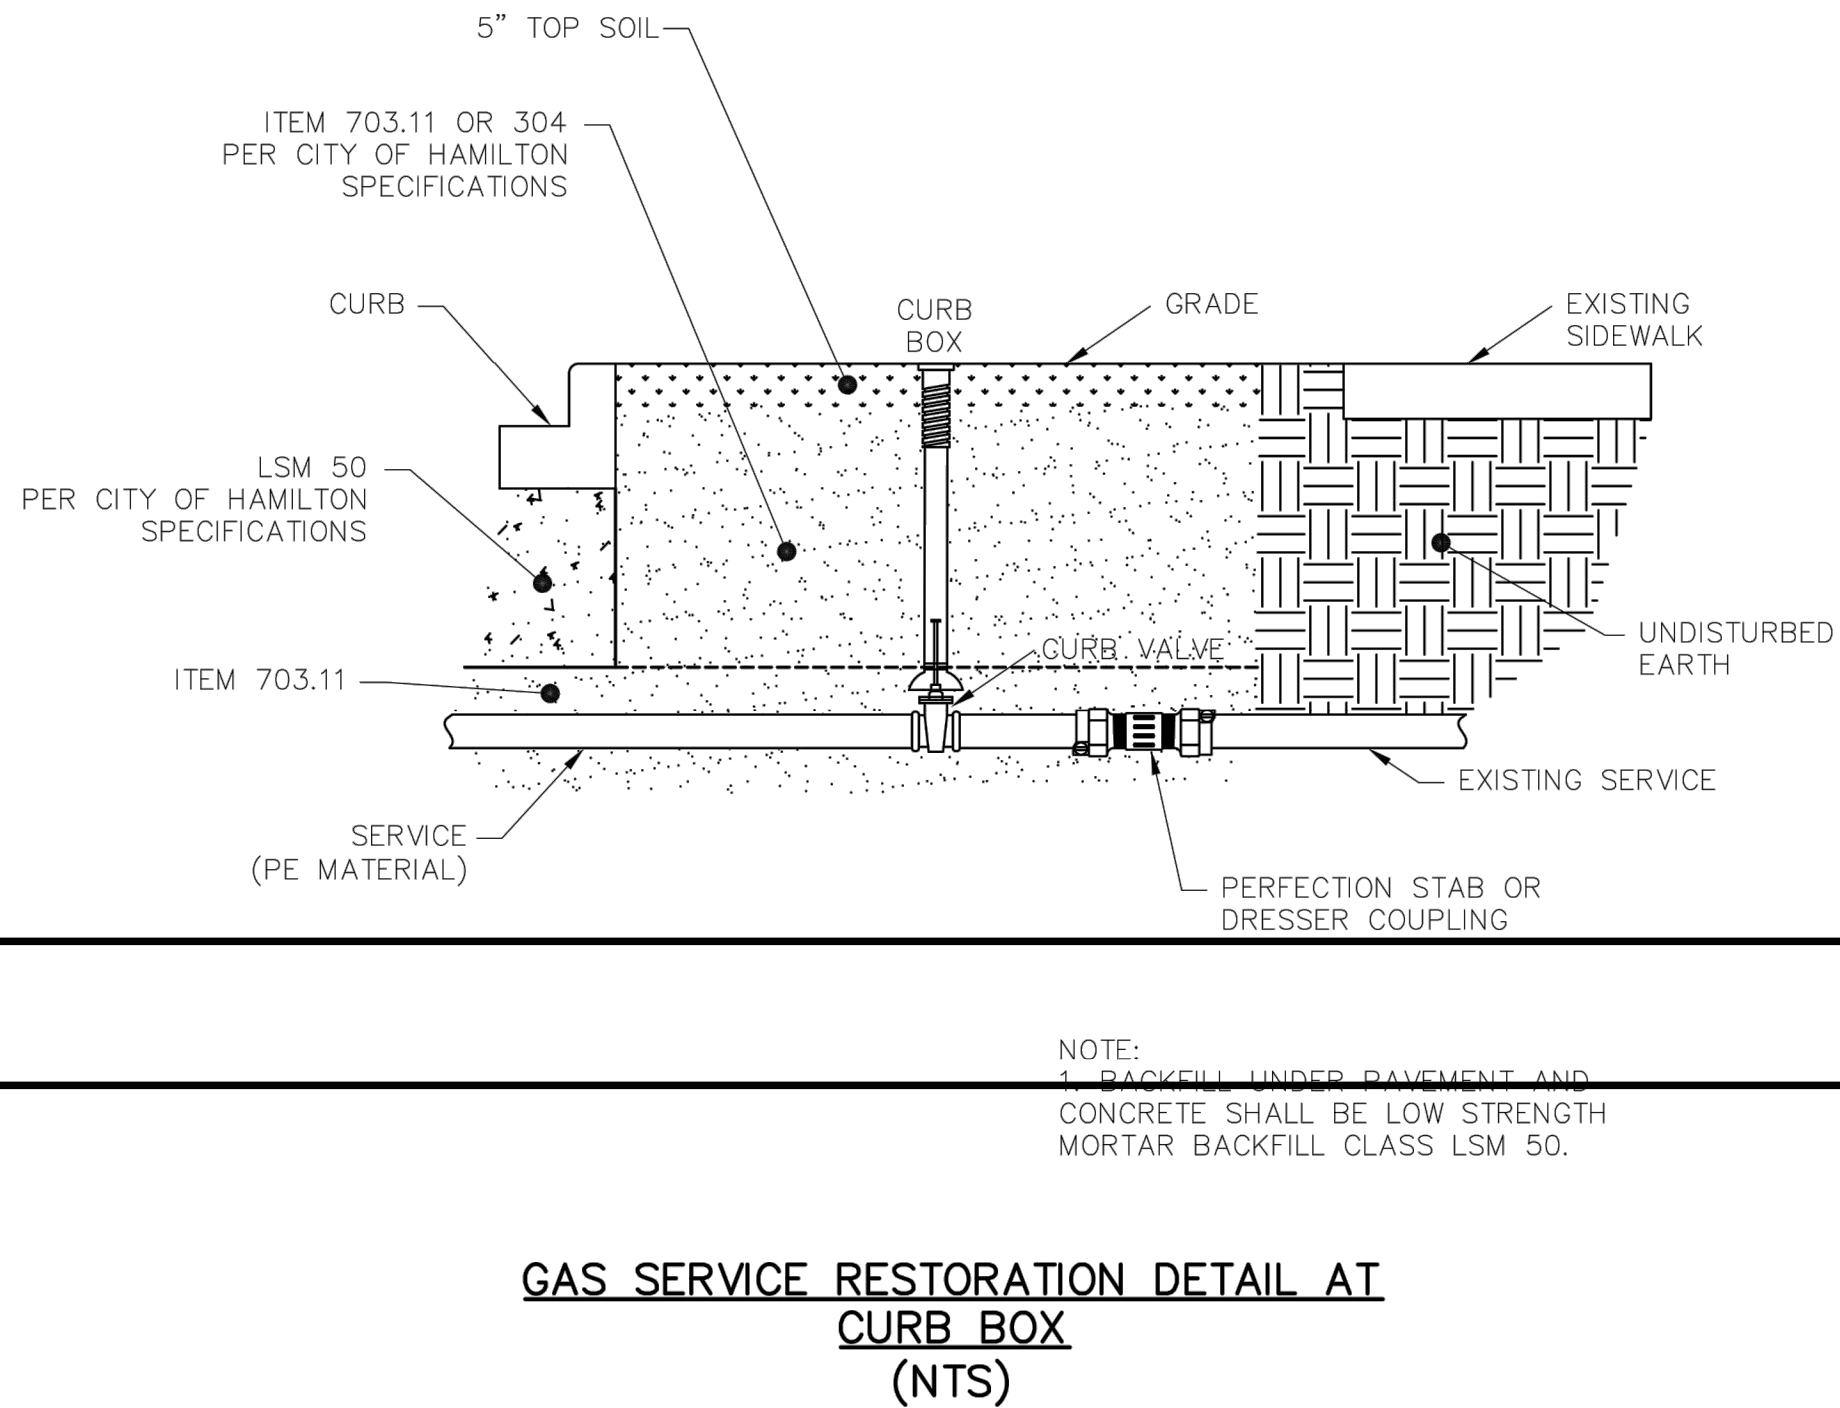 5” TOP SOIL
ITEM 703.11 OR 304
PER CITY OF HAMILTON
SPECIFICATIONS
CURB
CURB
BOX
GRADE
EXISTING
SIDEWALK
LSM 50
PER CITY OF HAMILTON
SPECIFICATIONS
UNDISTURBED
EARTH
CURB VALVE
ITEM 703.11
EXISTING SERVICE
SERVICE
(PE MATERIAL)
PERFECTION STAB OR
DRESSER COUPLING
NOTE:
1. BACKFILL UNDER PAVEMENT AND
CONCRETE SHALL BE LOW STRENGTH
MORTAR BACKFILL CLASS LSM 50.
GAS SERVICE RESTORATION DETAIL AT
CURB BOX
(NTS)